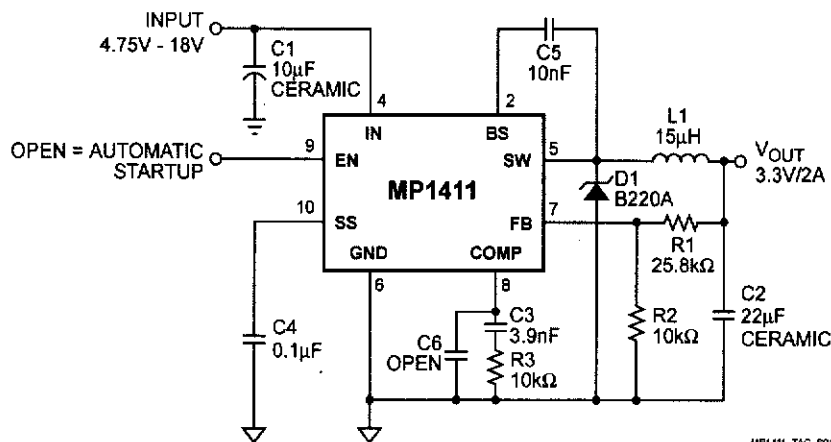 INPUT
4.75V - 18V
C1
10µF
CERAMIC
C5
10nF
4
2
IN
BS
L1
15µH
OPEN = AUTOMATIC
STARTUP
9
EN
SW
5
VOUT
3.3V/2A
MP1411
D1
B220A
10
SS
FB
7
R1
25.8kΩ
GND
COMP
6
8
C4
0.1µF
C6
OPEN
C3
3.9nF
R3
10kΩ
R2
10kΩ
C2
22µF
CERAMIC